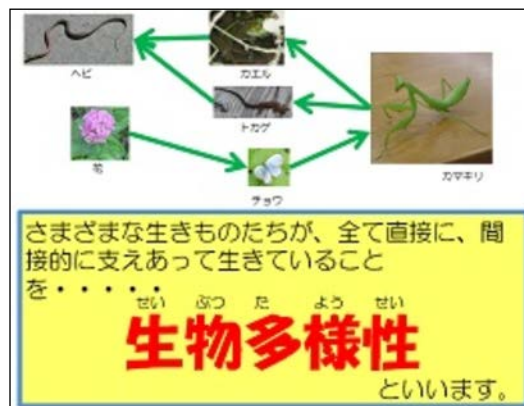 ヘビ
カエル
トカゲ
花
チョウ
カマキリ
さまざまな生きものたちが、全て直接に、間
接的に支えあって生きていること
を・・・・・
せい ぶつ た よう せい
生物多様性
といいます。